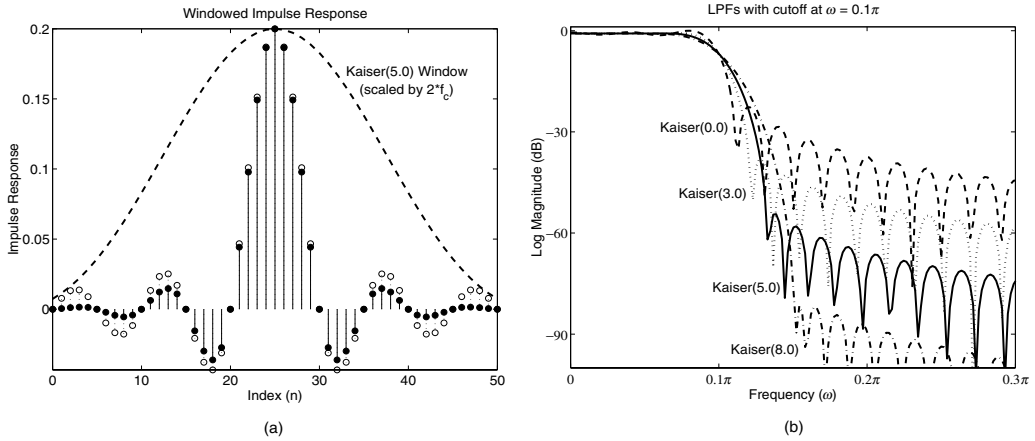 Windowed Impulse Response
0.2
0.15
0.1
0.05
0
Impulse Response
Kaiser(5.0) Window
(scaled by 2*f_c)
0 10 20 30 40 50
Index (n)
(a)
LPFs with cutoff at ω = 0.1π
0
−30
−60
−90
Log Magnitude (dB)
Kaiser(0.0)
Kaiser(3.0)
Kaiser(5.0)
Kaiser(8.0)
0 0.1π 0.2π 0.3π
Frequency (ω)
(b)